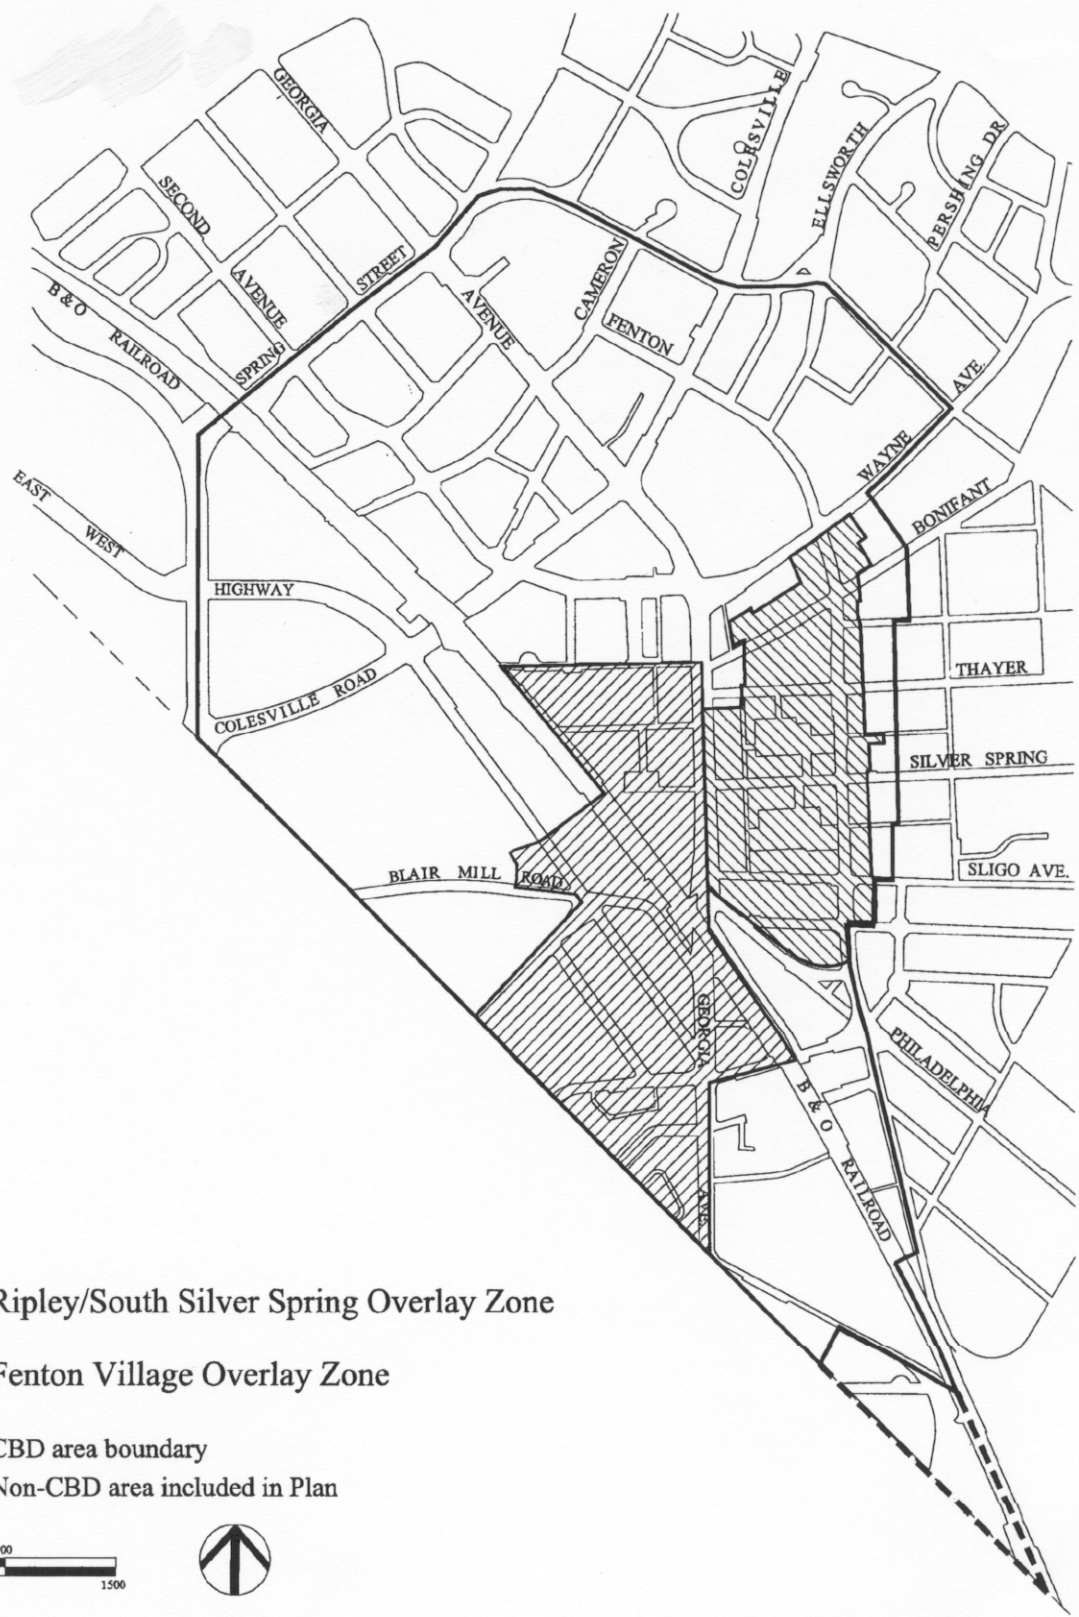 GEORGIA
COLESVILLE
ELLSWORTH
PERSHING DR
SECOND
AVENUE
STREET
SPRING
AVENUE
CAMERON
FENTON
B & O
RAILROAD
AVE.
WAYNE
BONIFANT
EAST
WEST
HIGHWAY
COLESVILLE ROAD
THAYER
SILVER SPRING
BLAIR MILL ROAD
SLIGO AVE.
GEORGIA
AVE.
PHILADELPHIA
B & O RAILROAD
Ripley/South Silver Spring Overlay Zone
Fenton Village Overlay Zone
CBD area boundary
Non-CBD area included in Plan
1500